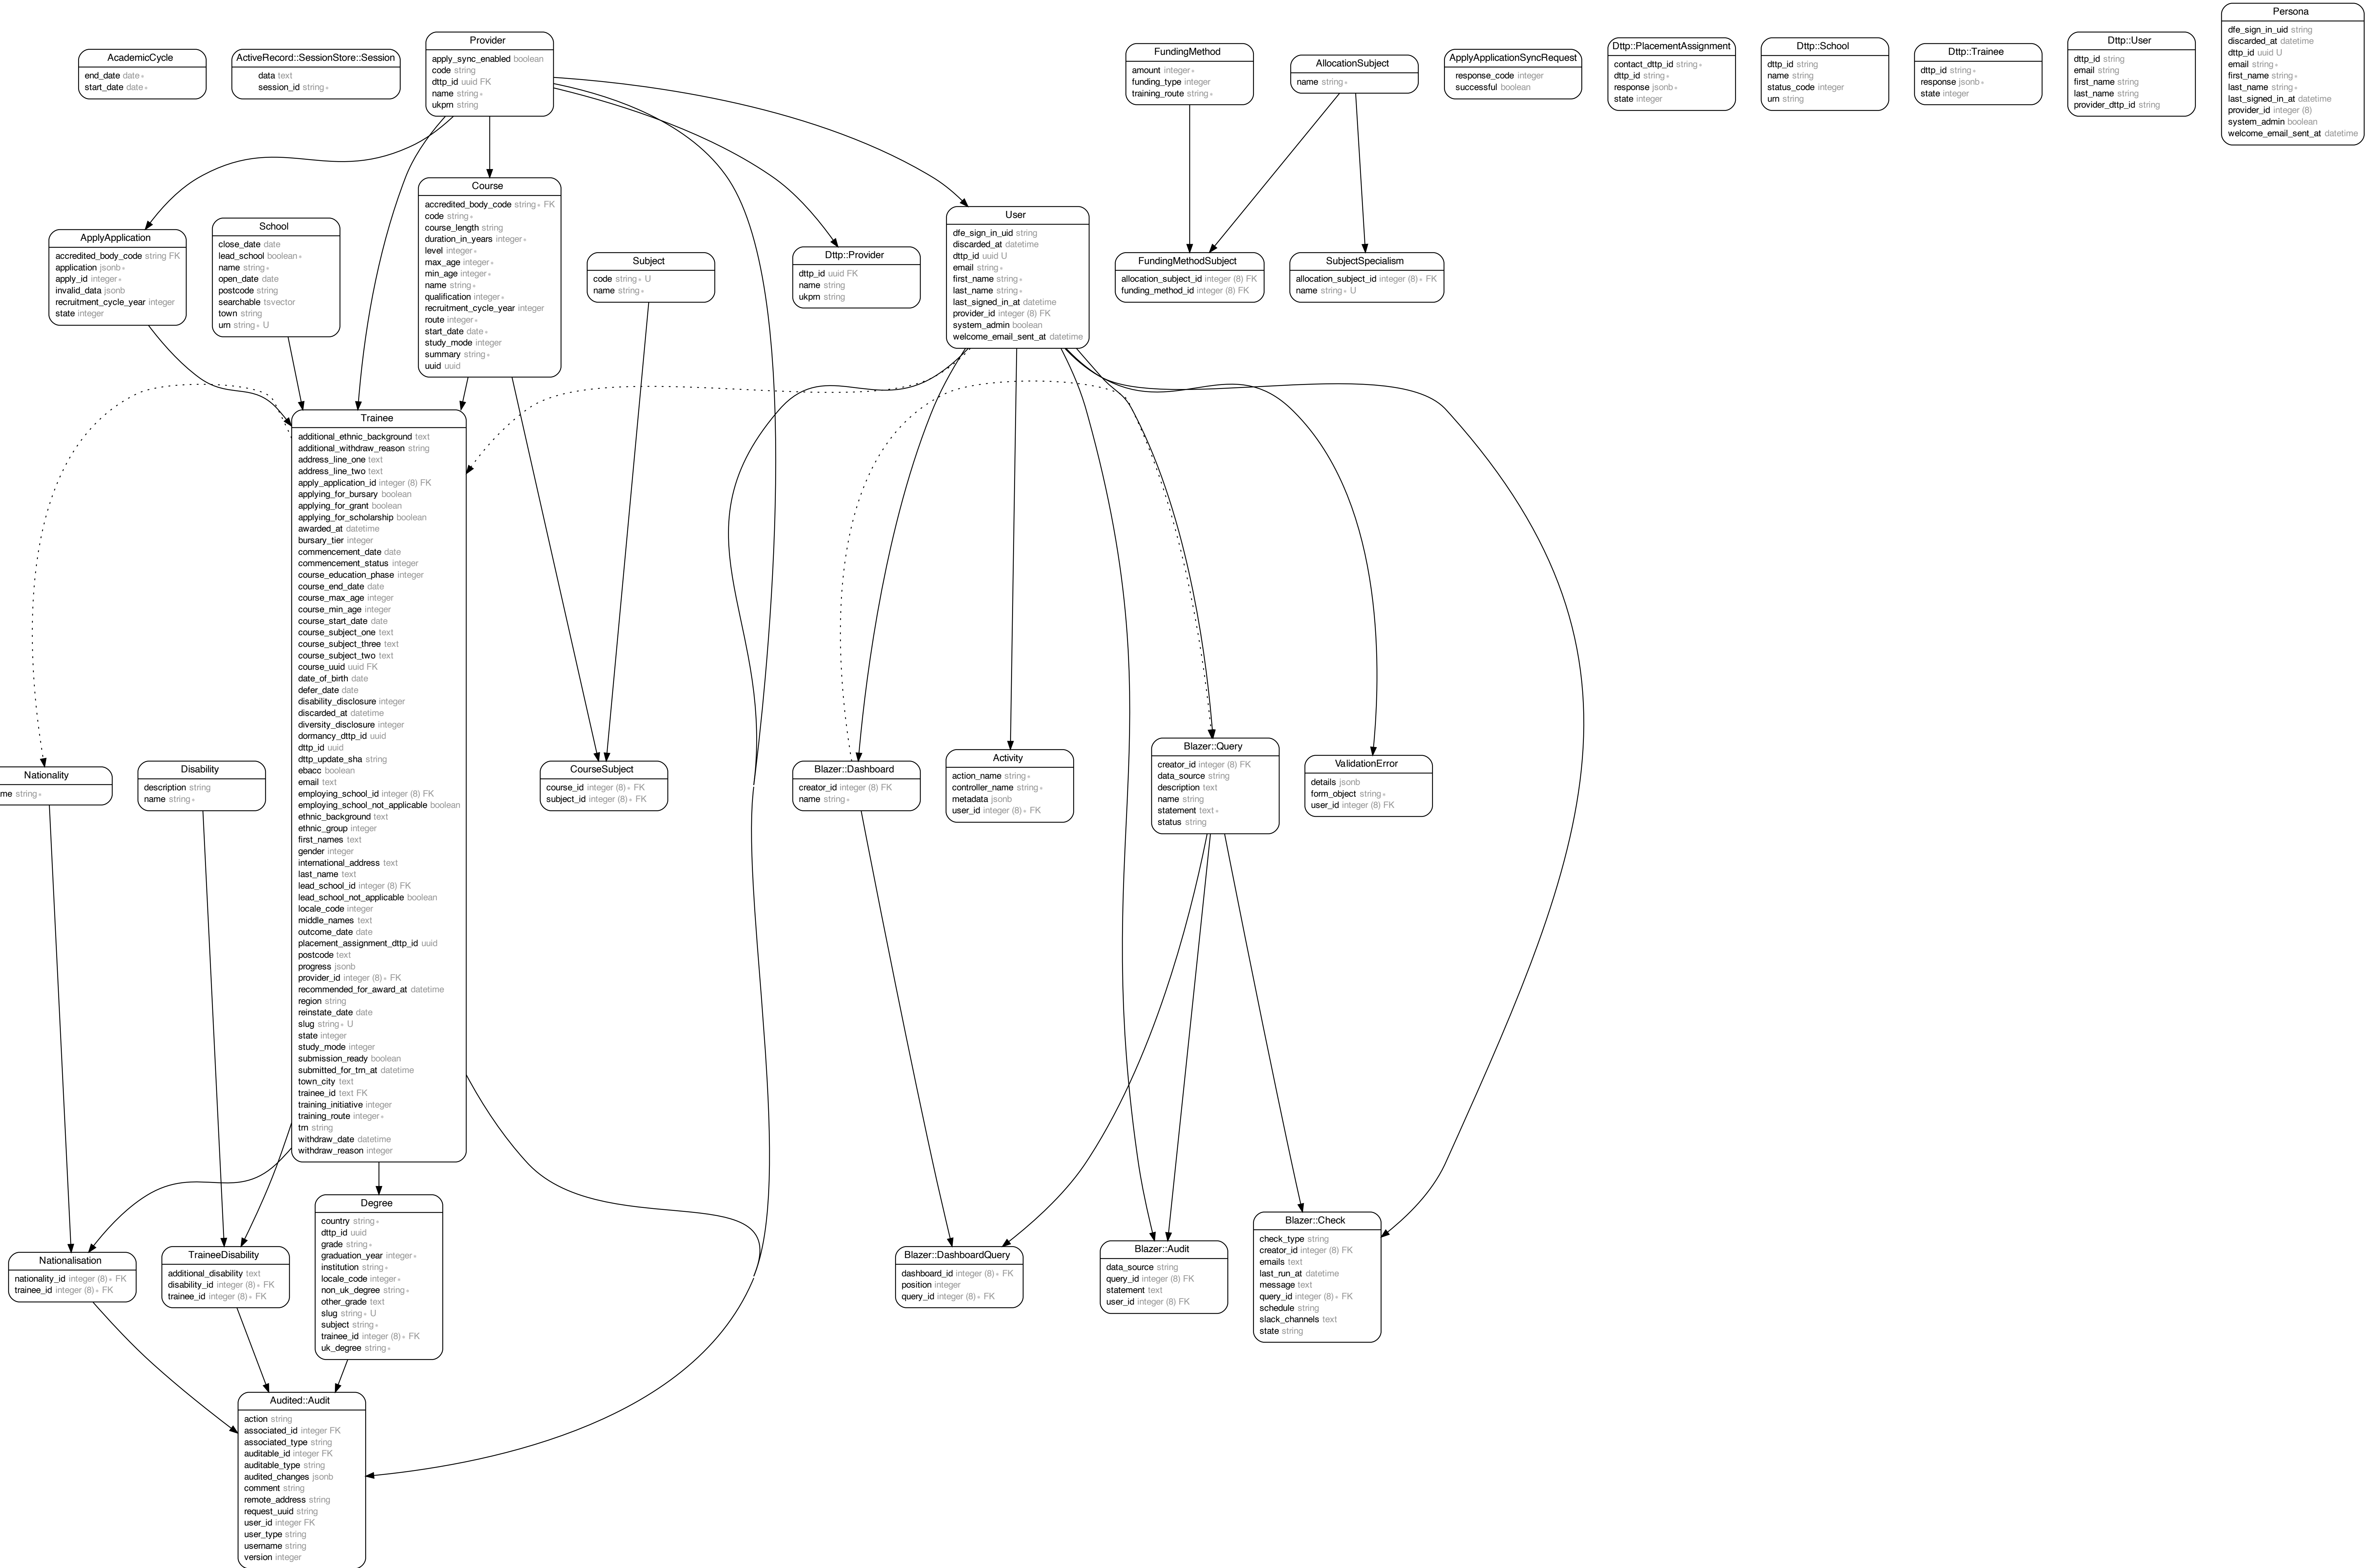 AcademicCycle
end_date date ∗
start_date date ∗
ActiveRecord::SessionStore::Session
data text
session_id string ∗
Provider
apply_sync_enabled boolean
code string
dttp_id uuid FK
name string ∗
ukprn string
FundingMethod
amount integer ∗
funding_type integer
training_route string ∗
AllocationSubject
name string ∗
ApplyApplicationSyncRequest
response_code integer
successful boolean
Dttp::PlacementAssignment
contact_dttp_id string ∗
dttp_id string ∗
response jsonb ∗
state integer
Dttp::School
dttp_id string
name string
status_code integer
urn string
Dttp::Trainee
dttp_id string ∗
response jsonb ∗
state integer
Dttp::User
dttp_id string
email string
first_name string
last_name string
provider_dttp_id string
Persona
dfe_sign_in_uid string
discarded_at datetime
dttp_id uuid U
email string ∗
first_name string ∗
last_name string ∗
last_signed_in_at datetime
provider_id integer (8)
system_admin boolean
welcome_email_sent_at datetime
ApplyApplication
accredited_body_code string FK
application jsonb ∗
apply_id integer ∗
invalid_data jsonb
recruitment_cycle_year integer
state integer
School
close_date date
lead_school boolean ∗
name string ∗
open_date date
postcode string
searchable tsvector
town string
urn string ∗ U
Course
accredited_body_code string ∗ FK
code string ∗
course_length string
duration_in_years integer ∗
level integer ∗
max_age integer ∗
min_age integer ∗
name string ∗
qualification integer ∗
recruitment_cycle_year integer
route integer ∗
start_date date ∗
study_mode integer
summary string ∗
uuid uuid
Subject
code string ∗ U
name string ∗
Dttp::Provider
dttp_id uuid FK
name string
ukprn string
User
dfe_sign_in_uid string
discarded_at datetime
dttp_id uuid U
email string ∗
first_name string ∗
last_name string ∗
last_signed_in_at datetime
provider_id integer (8) FK
system_admin boolean
welcome_email_sent_at datetime
FundingMethodSubject
allocation_subject_id integer (8) FK
funding_method_id integer (8) FK
SubjectSpecialism
allocation_subject_id integer (8) ∗ FK
name string ∗ U
Trainee
additional_ethnic_background text
additional_withdraw_reason string
address_line_one text
address_line_two text
apply_application_id integer (8) FK
applying_for_bursary boolean
applying_for_grant boolean
applying_for_scholarship boolean
awarded_at datetime
bursary_tier integer
commencement_date date
commencement_status integer
course_education_phase integer
course_end_date date
course_max_age integer
course_min_age integer
course_start_date date
course_subject_one text
course_subject_three text
course_subject_two text
course_uuid uuid FK
date_of_birth date
defer_date date
disability_disclosure integer
discarded_at datetime
diversity_disclosure integer
dormancy_dttp_id uuid
dttp_id uuid
dttp_update_sha string
ebacc boolean
email text
employing_school_id integer (8) FK
employing_school_not_applicable boolean
ethnic_background text
ethnic_group integer
first_names text
gender integer
international_address text
last_name text
lead_school_id integer (8) FK
lead_school_not_applicable boolean
locale_code integer
middle_names text
outcome_date date
placement_assignment_dttp_id uuid
postcode text
progress jsonb
provider_id integer (8) ∗ FK
recommended_for_award_at datetime
region string
reinstate_date date
slug string ∗ U
state integer
study_mode integer
submission_ready boolean
submitted_for_trn_at datetime
town_city text
trainee_id text FK
training_initiative integer
training_route integer ∗
trn string
withdraw_date datetime
withdraw_reason integer
Nationality
me string ∗
Disability
description string
name string ∗
CourseSubject
course_id integer (8) ∗ FK
subject_id integer (8) ∗ FK
Blazer::Dashboard
creator_id integer (8) FK
name string ∗
Activity
action_name string ∗
controller_name string ∗
metadata jsonb
user_id integer (8) ∗ FK
Blazer::Query
creator_id integer (8) FK
data_source string
description text
name string
statement text ∗
status string
ValidationError
details jsonb
form_object string ∗
user_id integer (8) FK
Nationalisation
nationality_id integer (8) ∗ FK
trainee_id integer (8) ∗ FK
TraineeDisability
additional_disability text
disability_id integer (8) ∗ FK
trainee_id integer (8) ∗ FK
Degree
country string ∗
dttp_id uuid
grade string ∗
graduation_year integer ∗
institution string ∗
locale_code integer ∗
non_uk_degree string ∗
other_grade text
slug string ∗ U
subject string ∗
trainee_id integer (8) ∗ FK
uk_degree string ∗
Blazer::DashboardQuery
dashboard_id integer (8) ∗ FK
position integer
query_id integer (8) ∗ FK
Blazer::Audit
data_source string
query_id integer (8) FK
statement text
user_id integer (8) FK
Blazer::Check
check_type string
creator_id integer (8) FK
emails text
last_run_at datetime
message text
query_id integer (8) ∗ FK
schedule string
slack_channels text
state string
Audited::Audit
action string
associated_id integer FK
associated_type string
auditable_id integer FK
auditable_type string
audited_changes jsonb
comment string
remote_address string
request_uuid string
user_id integer FK
user_type string
username string
version integer